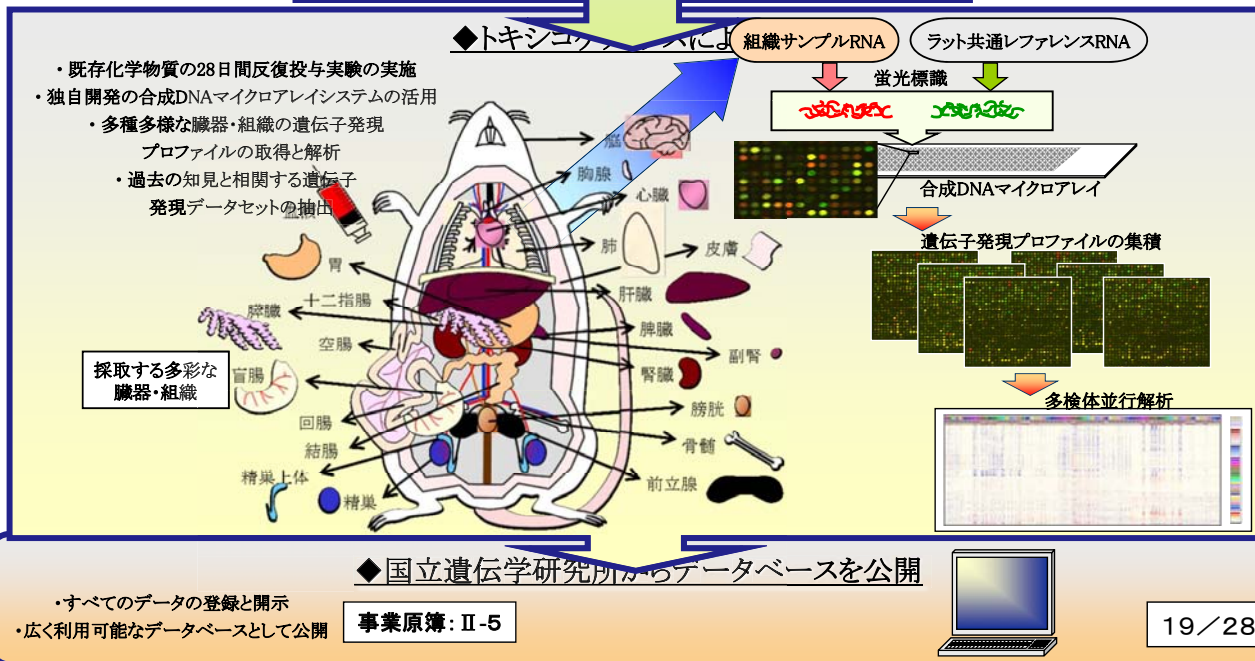 ◆トキシコゲノミクスによ
・既存化学物質の28日間反復投与実験の実施
・独自開発の合成DNAマイクロアレイシステムの活用
・多種多様な臓器・組織の遺伝子発現
プロファイルの取得と解析
・過去の知見と相関する遺伝子
発現データセットの抽出
組織サンプルRNA
ラット共通レファレンスRNA
蛍光標識
合成DNAマイクロアレイ
遺伝子発現プロファイルの集積
多検体並行解析
脳
胸腺
心臓
肺
皮膚
胃
肝臓
十二指腸
膵臓
脾臓
副腎
空腸
腎臓
採取する多彩な
臓器・組織
盲腸
膀胱
回腸
骨髄
結腸
精巣上体
前立腺
精巣
◆国立遺伝学研究所からデータベースを公開
・すべてのデータの登録と開示
・広く利用可能なデータベースとして公開
事業原簿：Ⅱ-5
19／28